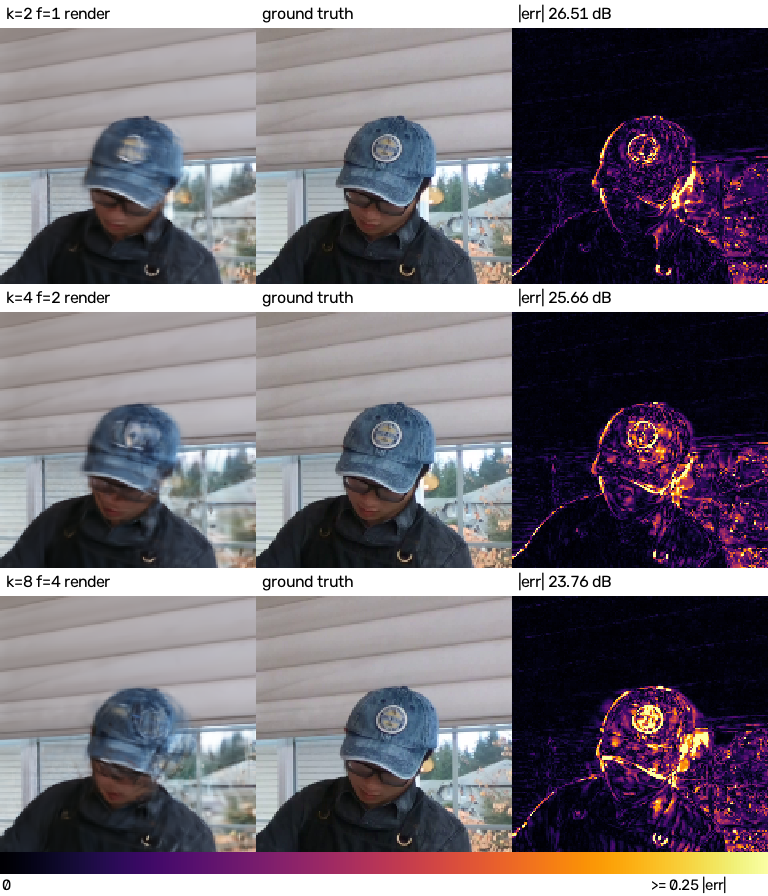 k=2 f=1 render ground truth |err| 26.51 dB
k=4 f=2 render ground truth |err| 25.66 dB
k=8 f=4 render ground truth |err| 23.76 dB
0 >= 0.25 |err|